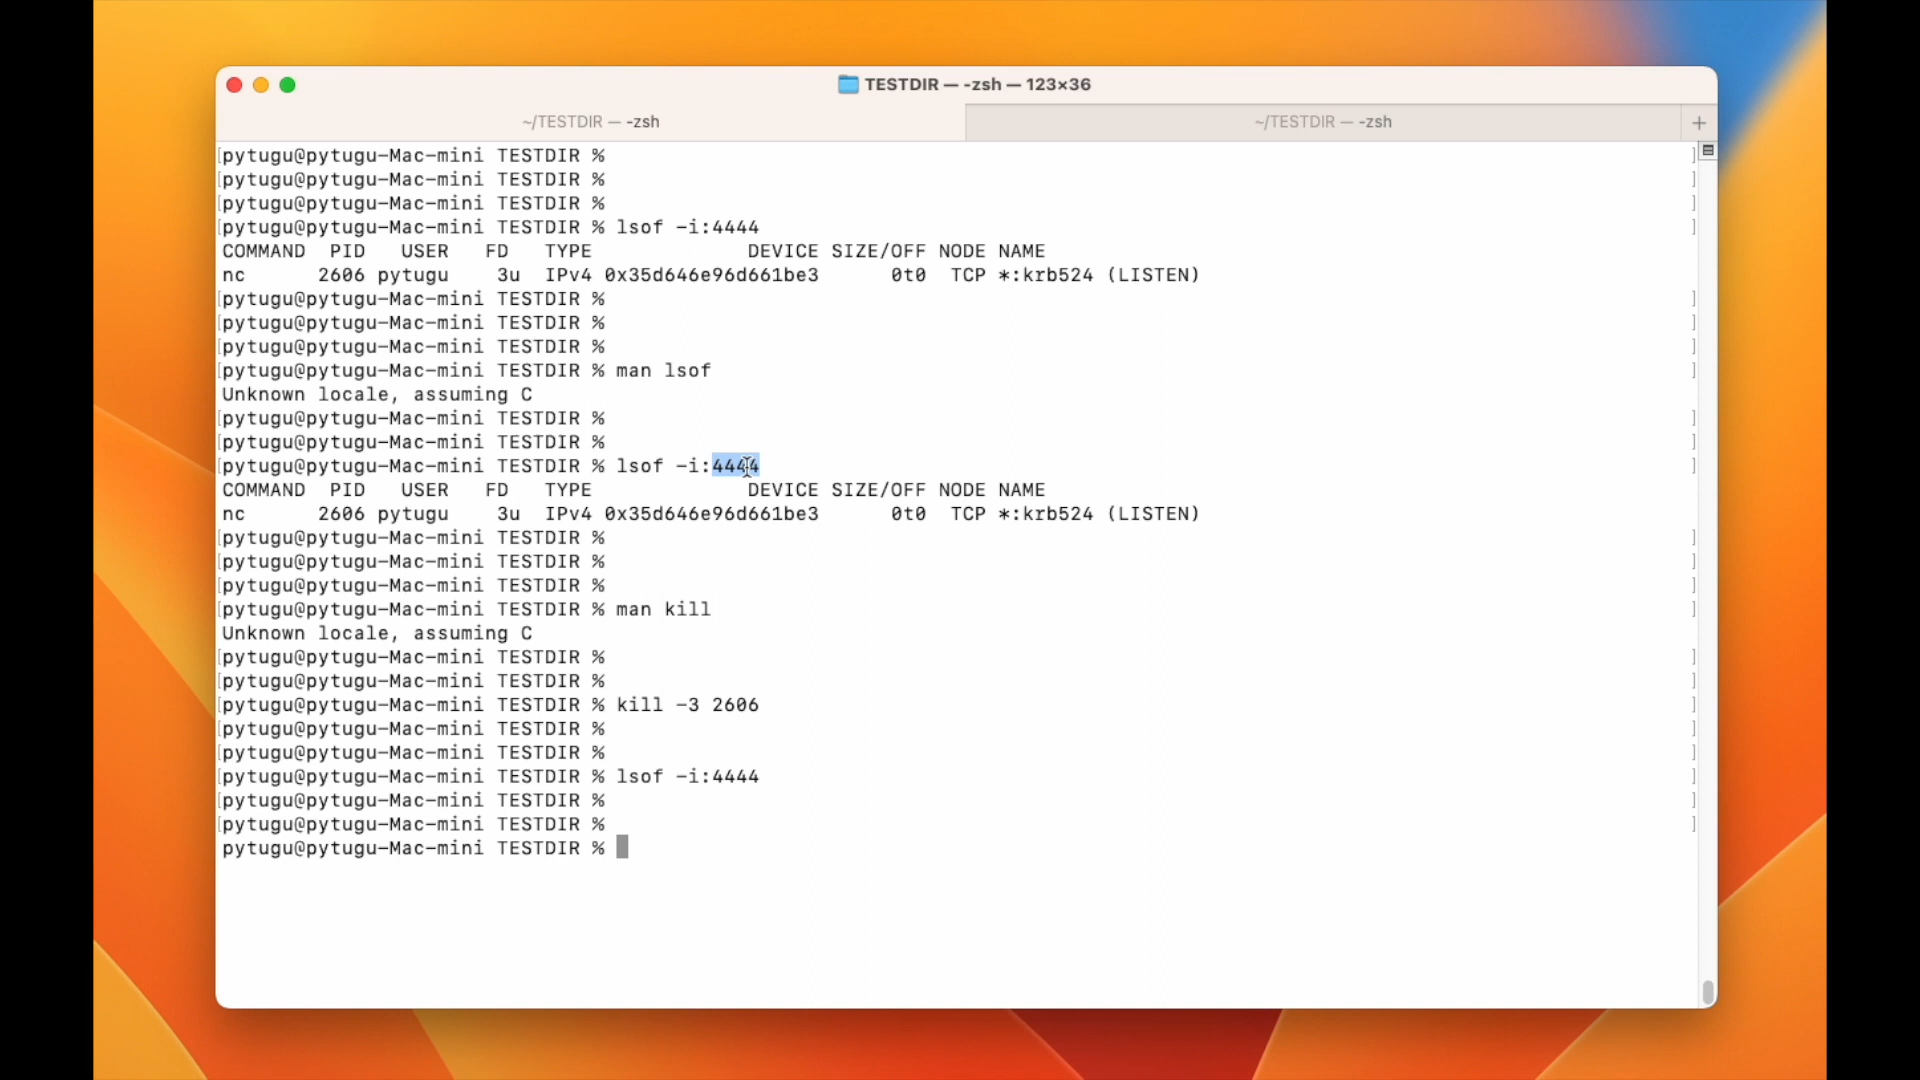 TESTDIR — -zsh — 123×36
~/TESTDIR — -zsh
~/TESTDIR — -zsh
+
[pytugu@pytugu-Mac-mini TESTDIR % ]
[pytugu@pytugu-Mac-mini TESTDIR % ]
[pytugu@pytugu-Mac-mini TESTDIR % ]
[pytugu@pytugu-Mac-mini TESTDIR % lsof -i:4444 ]
COMMAND  PID   USER   FD   TYPE             DEVICE SIZE/OFF NODE NAME
nc      2606 pytugu    3u  IPv4 0x35d646e96d661be3      0t0  TCP *:krb524 (LISTEN)
[pytugu@pytugu-Mac-mini TESTDIR % ]
[pytugu@pytugu-Mac-mini TESTDIR % ]
[pytugu@pytugu-Mac-mini TESTDIR % ]
[pytugu@pytugu-Mac-mini TESTDIR % man lsof ]
Unknown locale, assuming C
[pytugu@pytugu-Mac-mini TESTDIR % ]
[pytugu@pytugu-Mac-mini TESTDIR % ]
[pytugu@pytugu-Mac-mini TESTDIR % lsof -i:4444 ]
COMMAND  PID   USER   FD   TYPE             DEVICE SIZE/OFF NODE NAME
nc      2606 pytugu    3u  IPv4 0x35d646e96d661be3      0t0  TCP *:krb524 (LISTEN)
[pytugu@pytugu-Mac-mini TESTDIR % ]
[pytugu@pytugu-Mac-mini TESTDIR % ]
[pytugu@pytugu-Mac-mini TESTDIR % ]
[pytugu@pytugu-Mac-mini TESTDIR % man kill ]
Unknown locale, assuming C
[pytugu@pytugu-Mac-mini TESTDIR % ]
[pytugu@pytugu-Mac-mini TESTDIR % ]
[pytugu@pytugu-Mac-mini TESTDIR % kill -3 2606 ]
[pytugu@pytugu-Mac-mini TESTDIR % ]
[pytugu@pytugu-Mac-mini TESTDIR % ]
[pytugu@pytugu-Mac-mini TESTDIR % lsof -i:4444 ]
[pytugu@pytugu-Mac-mini TESTDIR % ]
[pytugu@pytugu-Mac-mini TESTDIR % ]
pytugu@pytugu-Mac-mini TESTDIR %